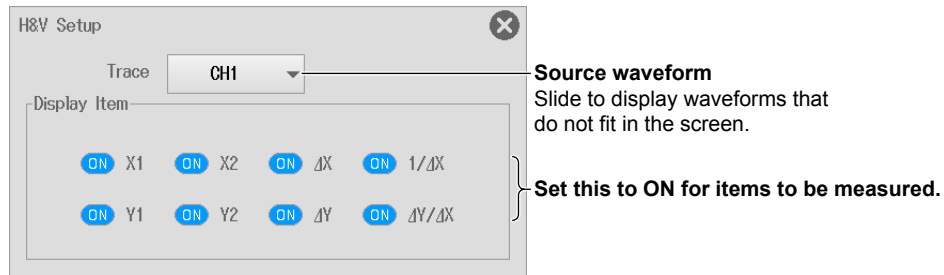 H&V Setup
Trace CH1
Source waveform
Slide to display waveforms that
do not fit in the screen.
Display Item
ON X1 ON X2 ON ΔX ON 1/ΔX
ON Y1 ON Y2 ON ΔY ON ΔY/ΔX
Set this to ON for items to be measured.